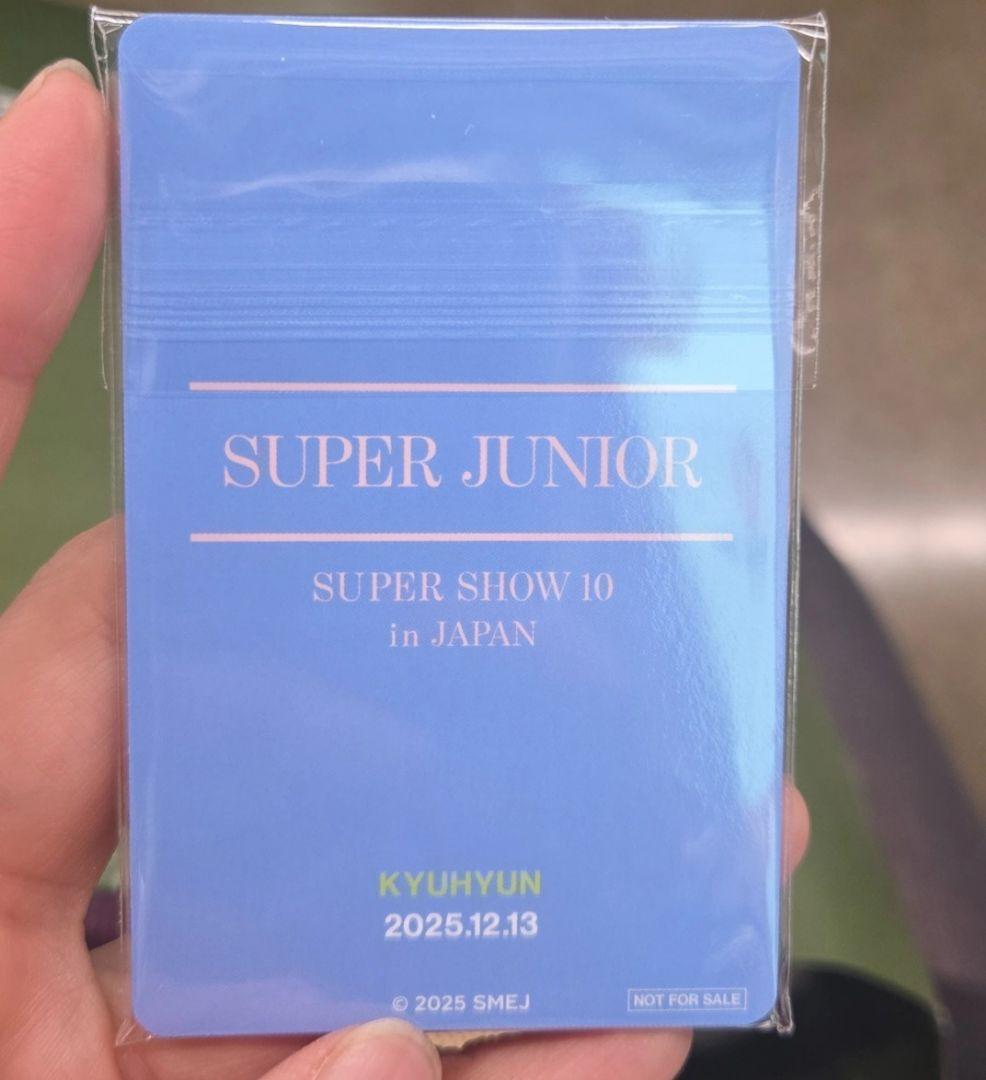 SUPER JUNIOR
SUPER SHOW 10
in JAPAN
KYUHYUN
2025.12.13
© 2025 SMEJ
NOT FOR SALE